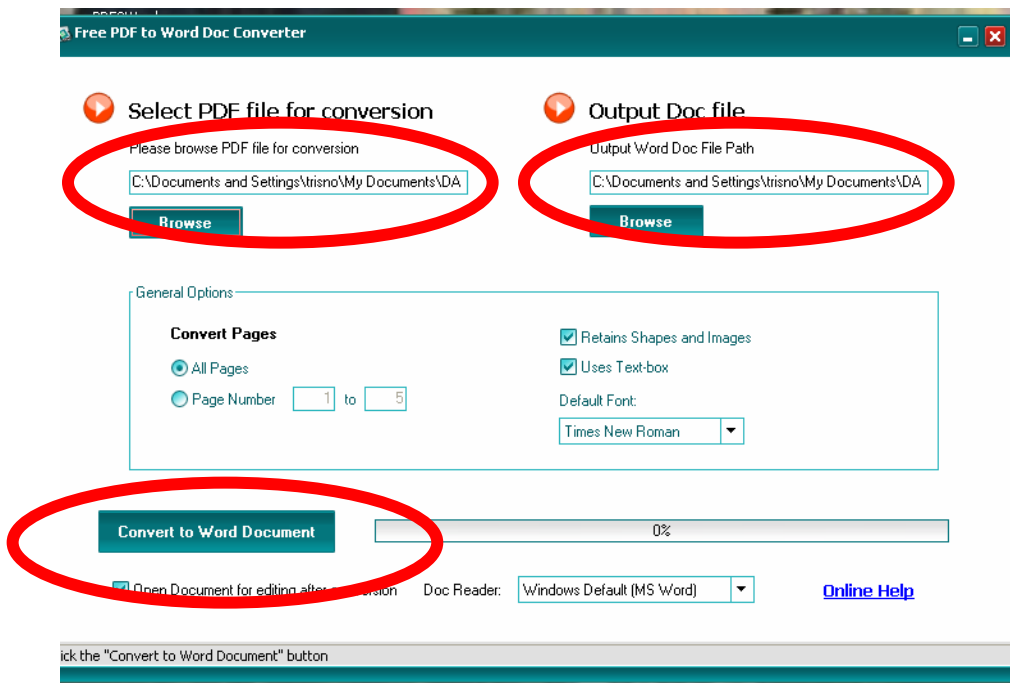 Free PDF to Word Doc Converter
Select PDF file for conversion
Please browse PDF file for conversion
C:\Documents and Settings\trisno\My Documents\DA
Browse
Output Doc file
Output Word Doc File Path
C:\Documents and Settings\trisno\My Documents\DA
Browse
General Options
Convert Pages
All Pages
Page Number 1 to 5
Retains Shapes and Images
Uses Text-box
Default Font:
Times New Roman
Convert to Word Document
0%
Open Document for editing after conversion Doc Reader: Windows Default (MS Word) Online Help
ick the "Convert to Word Document" button